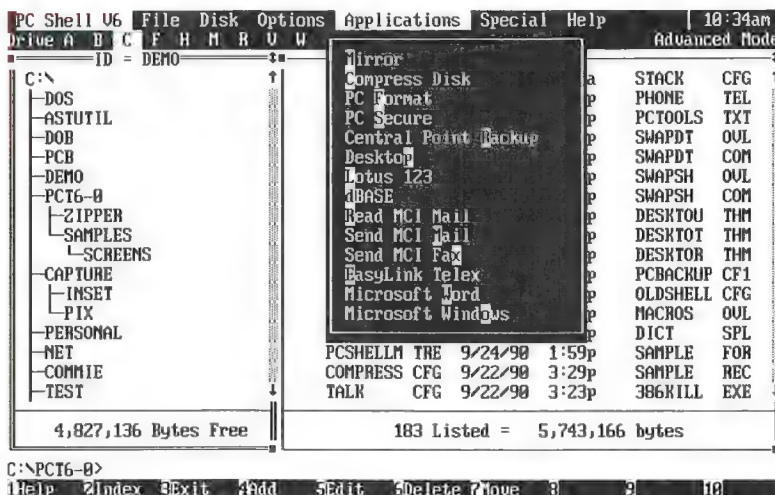 PC Shell V6 File Disk Options Applications Special Help 10:34am
Drive A B C F H M R U W Advanced Mode
ID = DEMO
C:\
DOS
ASTUTIL
DOB
PCB
DEMO
PCT6-0
ZIPPER
SAMPLES
SCREENS
CAPTURE
INSET
PIX
PERSONAL
NET
COMMIE
TEST
Mirror
Compress Disk
PC Format
PC Secure
Central Point Backup
Desktop
Lotus 123
dBASE
Read MCI Mail
Send MCI Mail
Send MCI Fax
EasyLink Telex
Microsoft Word
Microsoft Windows
a STACK CFG
p PHONE TEL
p PCTOOLS TXT
p SWAPDT OVL
p SWAPDT COM
p SWAPSH OVL
p SWAPSH COM
p DESKTOU THM
p DESKTOT THM
p DESKTOR THM
p PCBACKUP CF1
p OLDSHELL CFG
p MACROS OVL
p DICT SPL
PCSHELLM TRE 9/24/90 1:59p SAMPLE FOR
COMPRESS CFG 9/22/90 3:29p SAMPLE REC
TALK CFG 9/22/90 3:23p 386KILL EXE
4,827,136 Bytes Free
183 Listed = 5,743,166 bytes
C:\PCT6-0>
1Help 2Index 3Exit 4Add 5Edit 6Delete 7Move 8 9 10